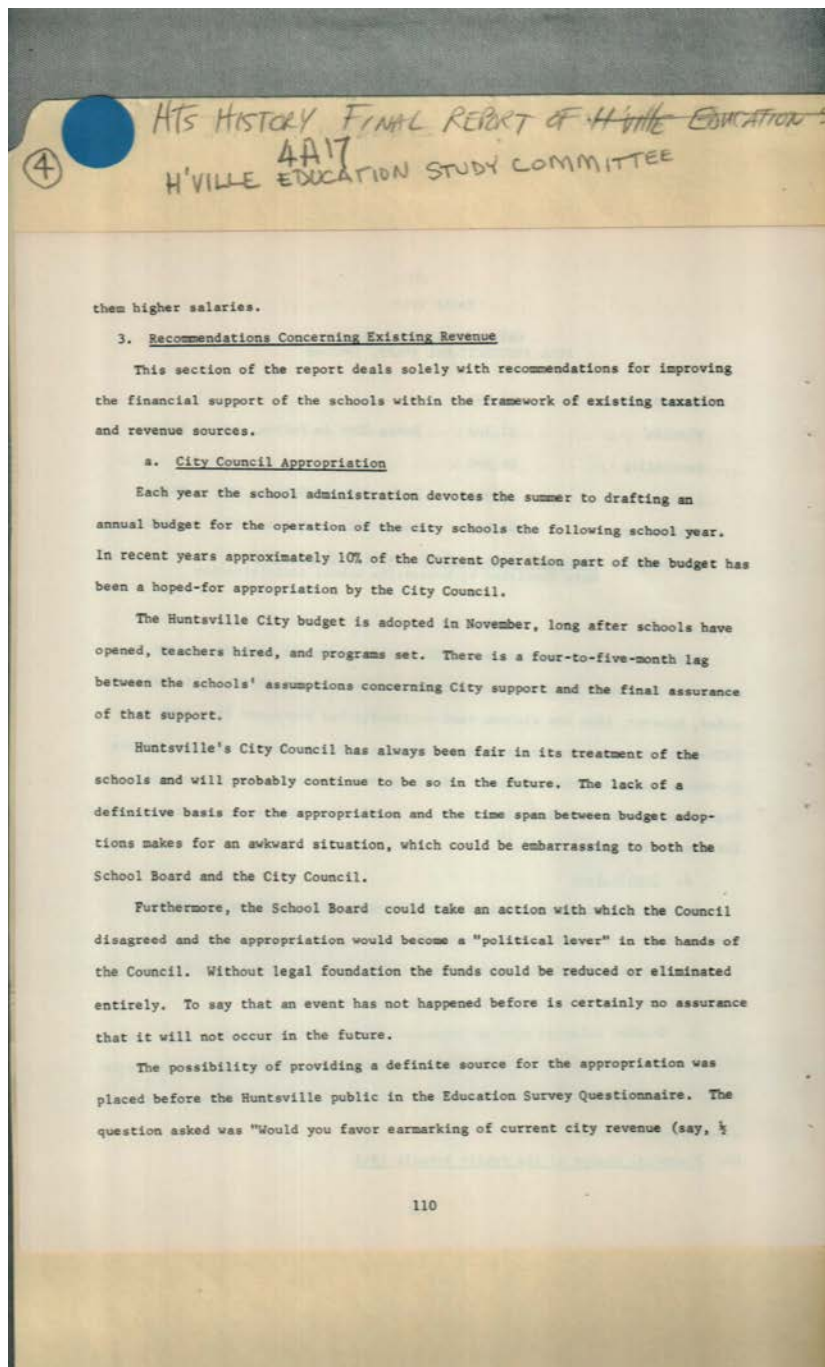 HTS HISTORY FINAL REPORT OF H'VILLE EDUCATION
4A17
4
H'VILLE EDUCATION STUDY COMMITTEE
them higher salaries.
3. Recommendations Concerning Existing Revenue
This section of the report deals solely with recommendations for improving
the financial support of the schools within the framework of existing taxation
and revenue sources.
a. City Council Appropriation
Each year the school administration devotes the summer to drafting an
annual budget for the operation of the city schools the following school year.
In recent years approximately 10% of the Current Operation part of the budget has
been a hoped-for appropriation by the City Council.
The Huntsville City budget is adopted in November, long after schools have
opened, teachers hired, and programs set. There is a four-to-five-month lag
between the schools' assumptions concerning City support and the final assurance
of that support.
Huntsville's City Council has always been fair in its treatment of the
schools and will probably continue to be so in the future. The lack of a
definitive basis for the appropriation and the time span between budget adop-
tions makes for an awkward situation, which could be embarrassing to both the
School Board and the City Council.
Furthermore, the School Board could take an action with which the Council
disagreed and the appropriation would become a "political lever" in the hands of
the Council. Without legal foundation the funds could be reduced or eliminated
entirely. To say that an event has not happened before is certainly no assurance
that it will not occur in the future.
The possibility of providing a definite source for the appropriation was
placed before the Huntsville public in the Education Survey Questionnaire. The
question asked was "Would you favor earmarking of current city revenue (say, ½
110